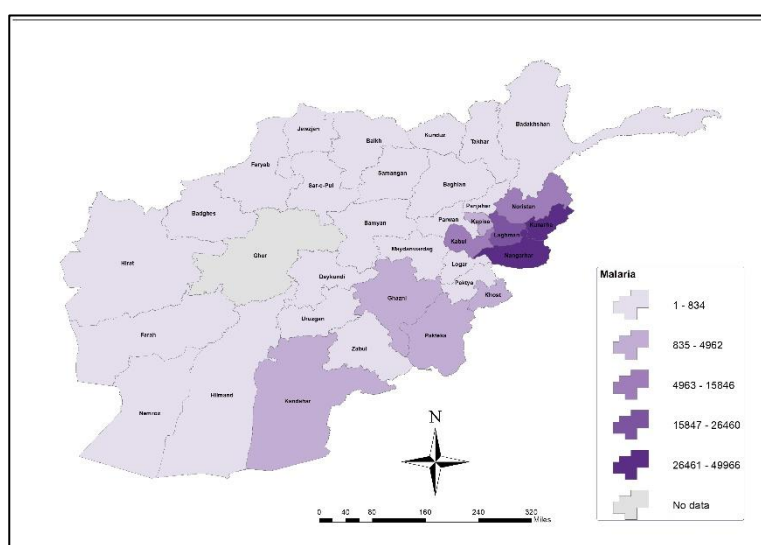 Jawzjan
Balkh
Kunduz
Takhar
Badakhshan
Faryab
Sar-e-Pul
Samangan
Baghlan
Badghes
Panjsher
Noristan
Parwan
Kapisa
Kunarha
Bamyan
Kabul
Laghman
Hirat
Ghor
Maydanwardag
Nangarhar
Logar
Daykundi
Paktya
Ghazni
Khost
Uruzgan
Paktika
Farah
Zabul
Hilmand
Kandahar
Nemroz
N
0 40 80 160 240 320
Miles
Malaria
1 - 834
835 - 4962
4963 - 15846
15847 - 26460
26461 - 49966
No data